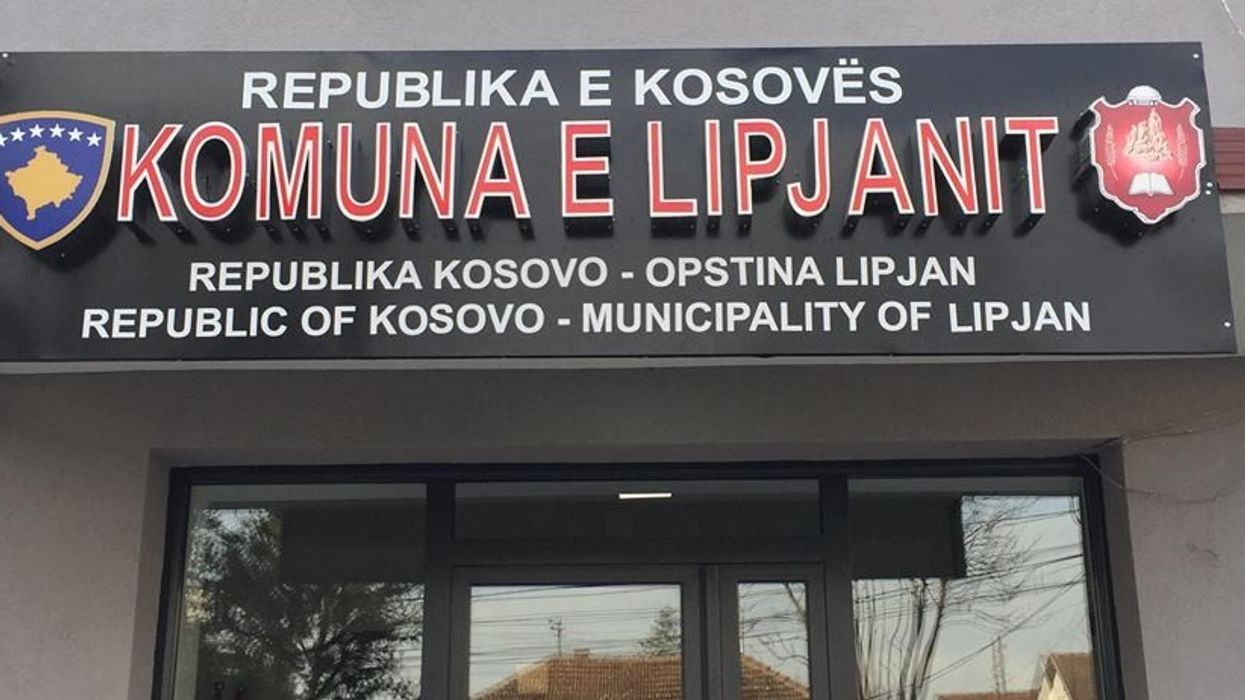 REPUBLIKA E KOSOVËS
KOMUNA E LIPJANIT
REPUBLIKA KOSOVO - OPSTINA LIPJAN
REPUBLIC OF KOSOVO - MUNICIPALITY OF LIPJAN